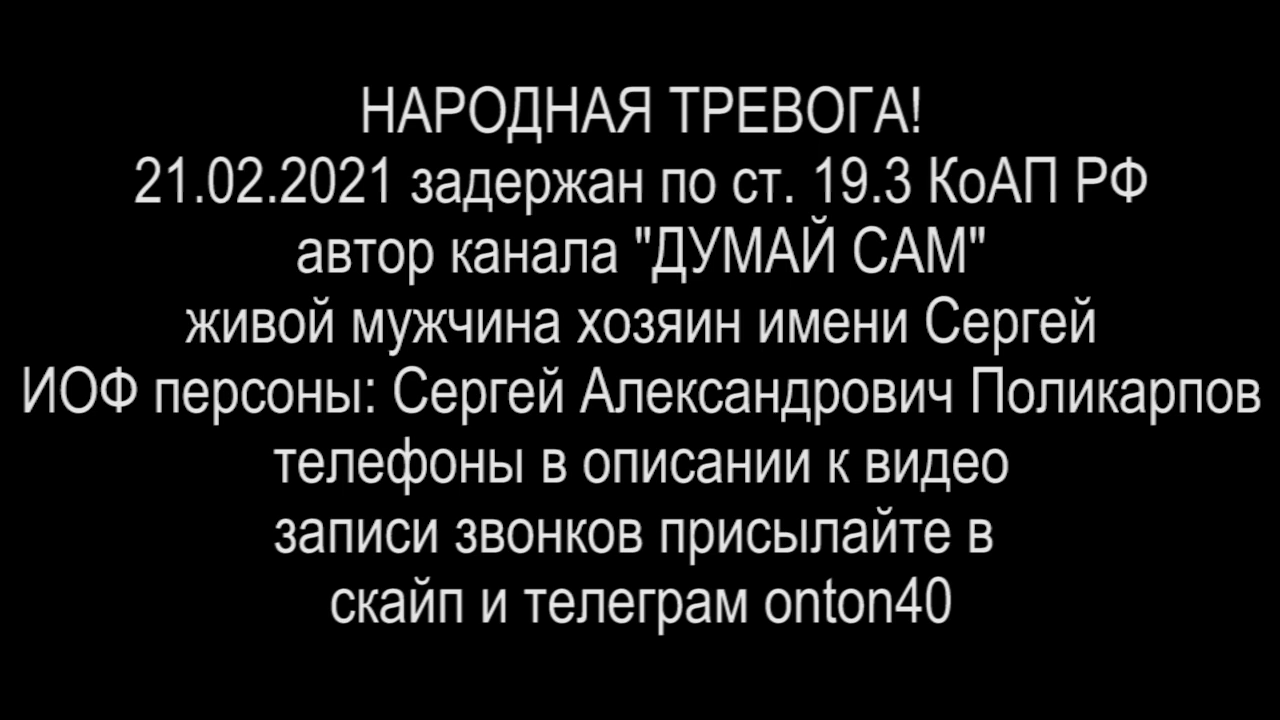 НАРОДНАЯ ТРЕВОГА!
21.02.2021 задержан по ст. 19.3 КоАП РФ
автор канала "ДУМАЙ САМ"
живой мужчина хозяин имени Сергей
ИОФ персоны: Сергей Александрович Поликарпов
телефоны в описании к видео
записи звонков присылайте в
скайп и телеграм onton40